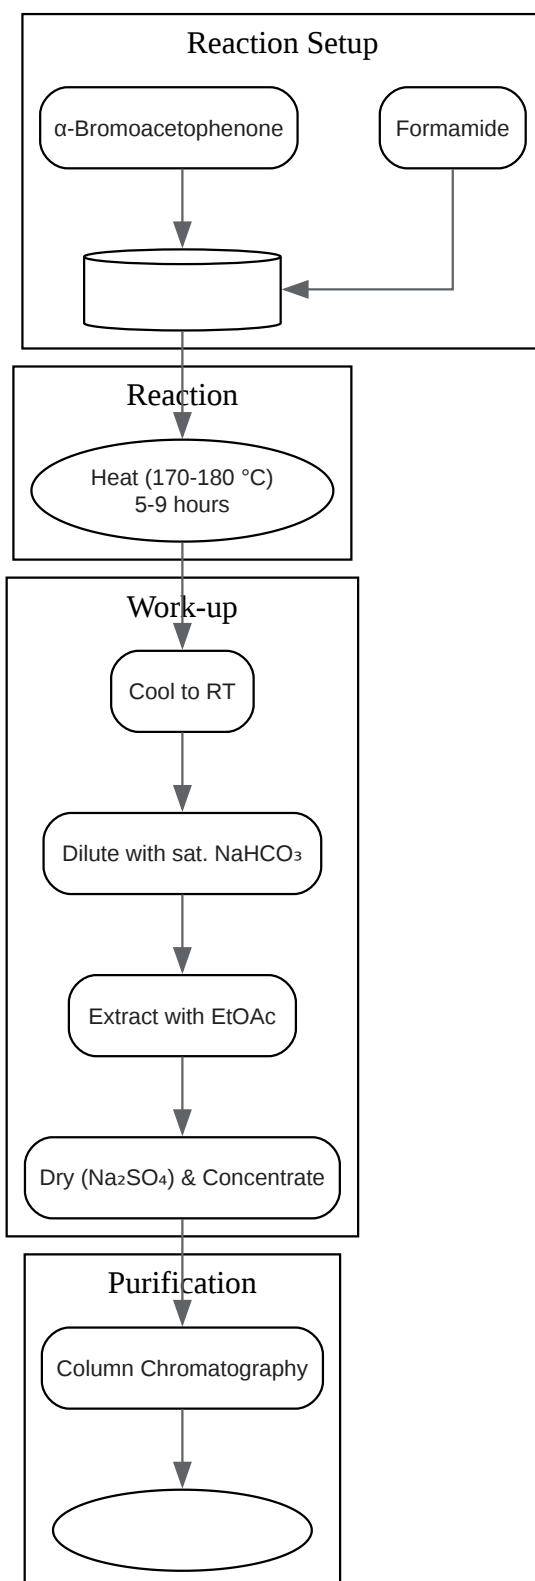 Reaction Setup
α-Bromoacetophenone
Formamide
Reaction
Heat (170-180 °C)
5-9 hours
Work-up
Cool to RT
Dilute with sat. NaHCO₃
Extract with EtOAc
Dry (Na₂SO₄) & Concentrate
Purification
Column Chromatography